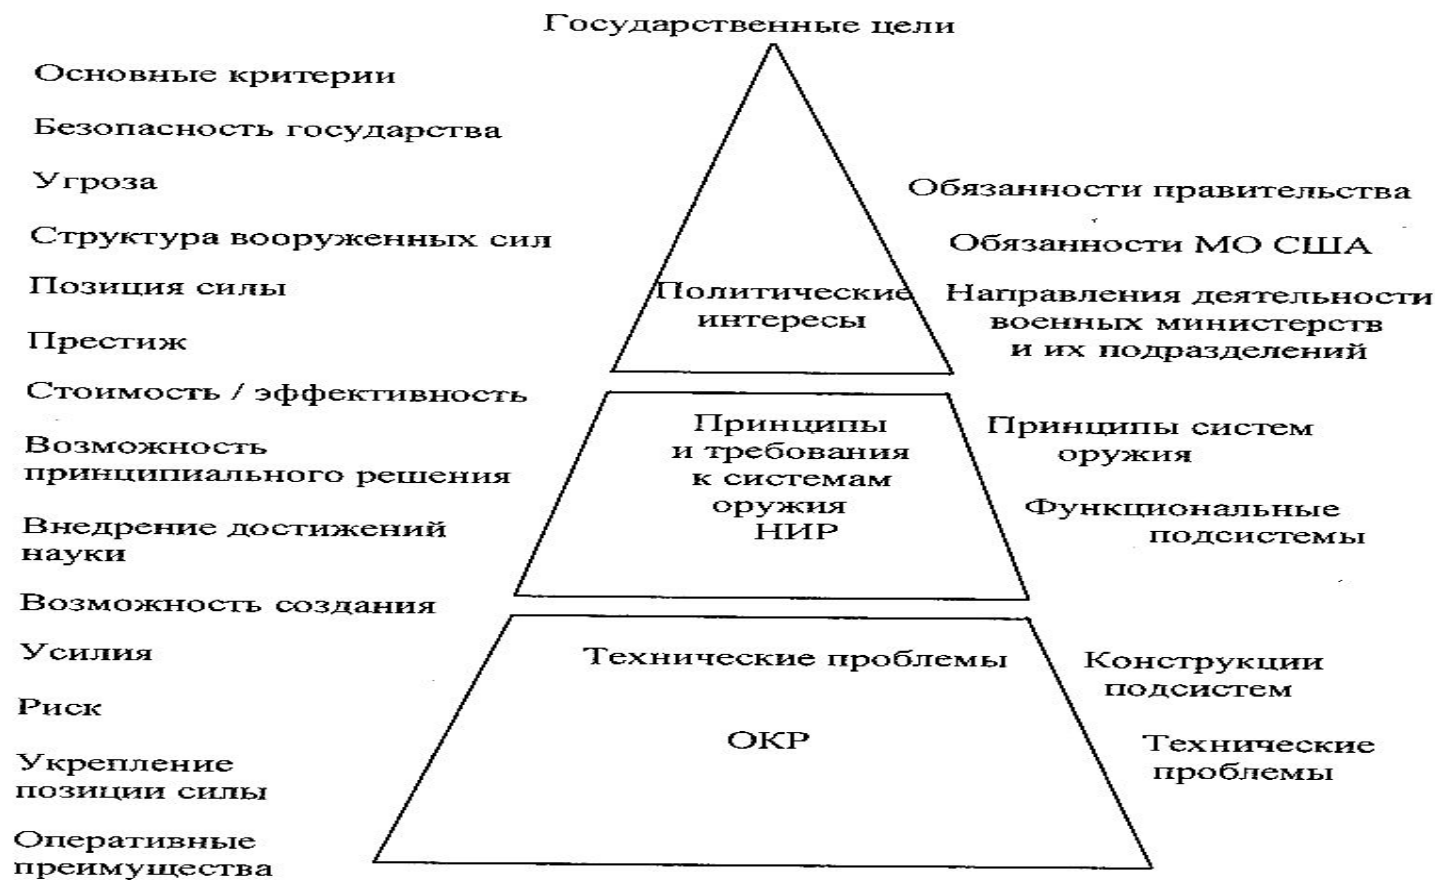 Государственные цели
Основные критерии
Безопасность государства
Угроза
Структура вооруженных сил
Позиция силы
Престиж
Стоимость / эффективность
Возможность
принципиального решения
Внедрение достижений
науки
Возможность создания
Усилия
Риск
Укрепление
позиции силы
Оперативные
преимущества
Политические
интересы
Принципы
и требования
к системам
оружия
НИР
Технические проблемы
ОКР
Обязанности правительства
Обязанности МО США
Направления деятельности
военных министерств
и их подразделений
Принципы систем
оружия
Функциональные
подсистемы
Конструкции
подсистем
Технические
проблемы